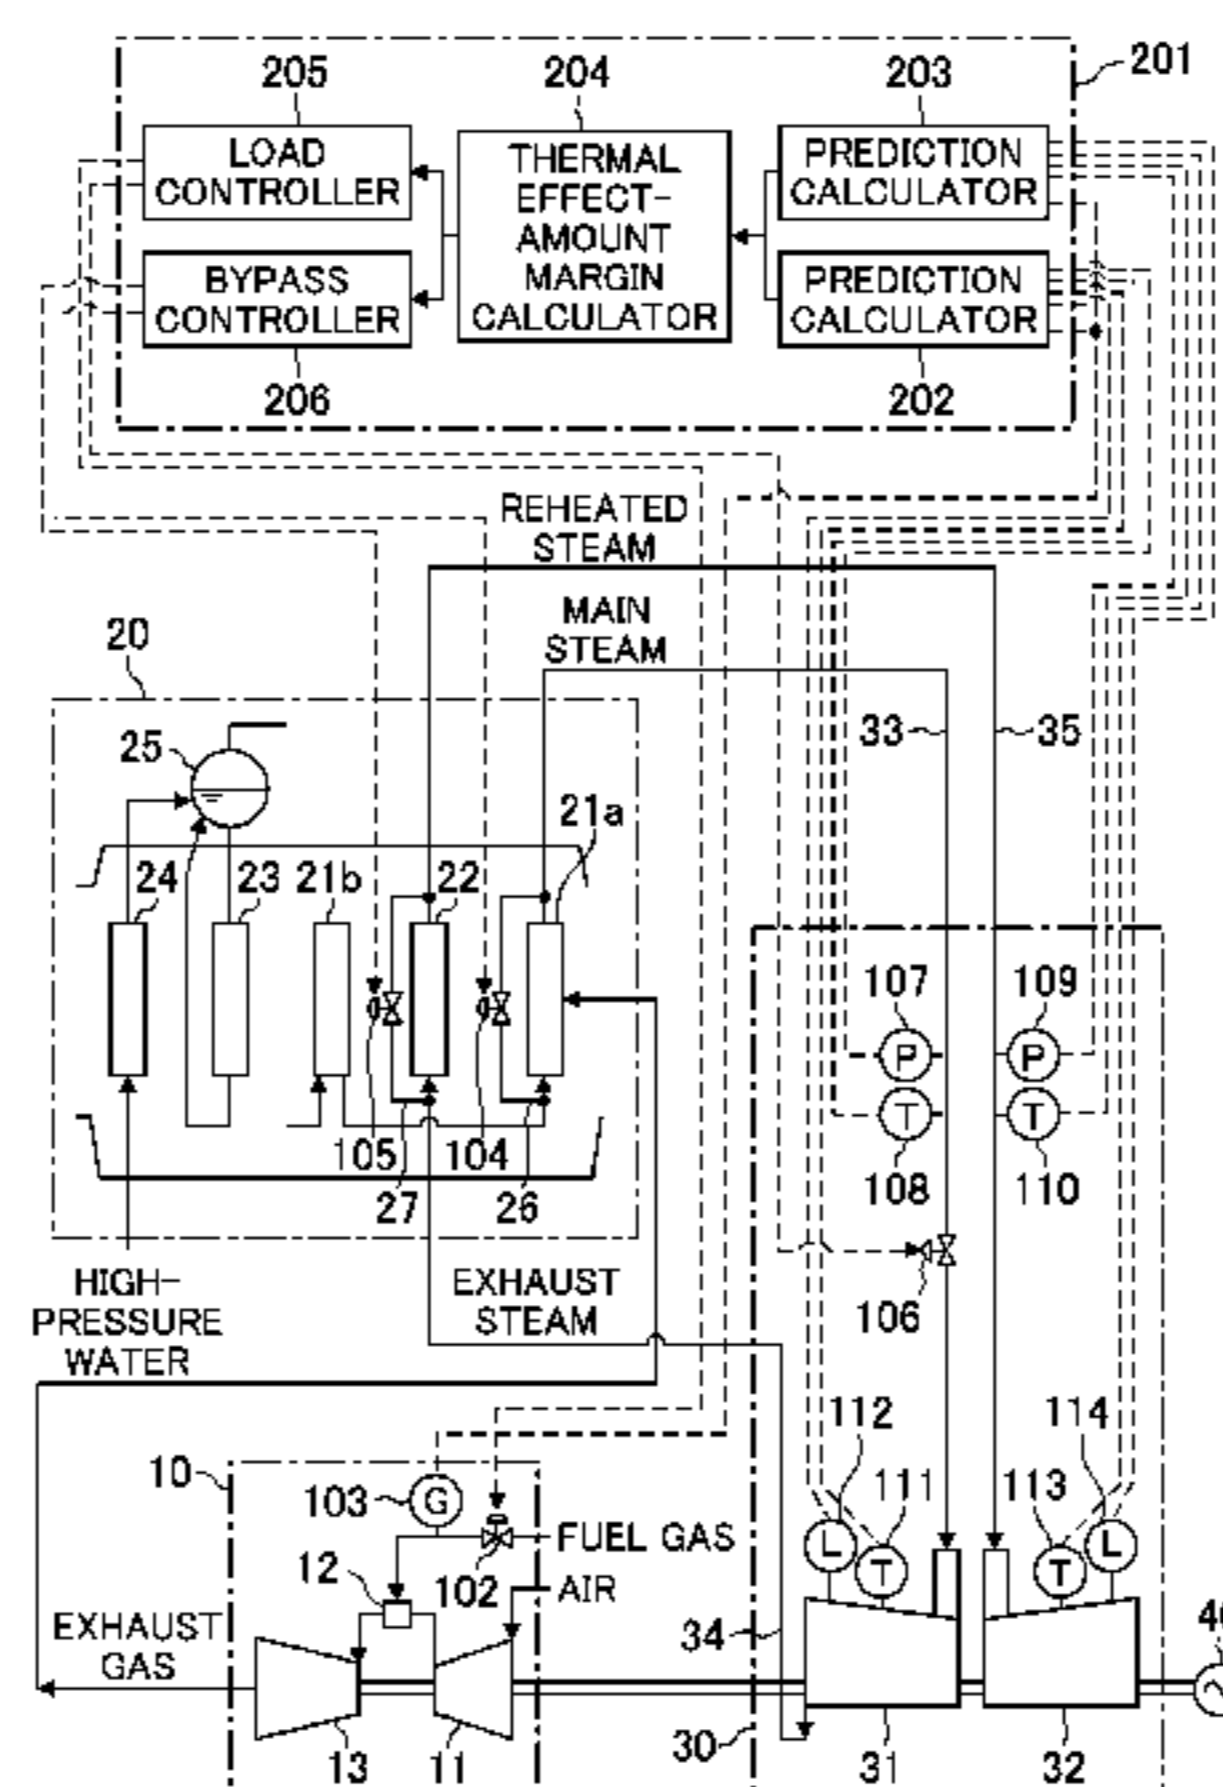 201
205
204
203
LOAD
CONTROLLER
THERMAL
EFFECT-
AMOUNT
MARGIN
CALCULATOR
PREDICTION
CALCULATOR
BYPASS
CONTROLLER
PREDICTION
CALCULATOR
206
202
REHEATED
STEAM
MAIN
STEAM
20
25
33
35
21a
24
23
21b
22
107
109
P
P
T
T
105
104
108
110
27
26
HIGH-
PRESSURE
WATER
EXHAUST
STEAM
106
112
114
10
103
G
111
113
L
T
T
L
FUEL GAS
12
102
AIR
EXHAUST
GAS
34
30
13
11
31
32